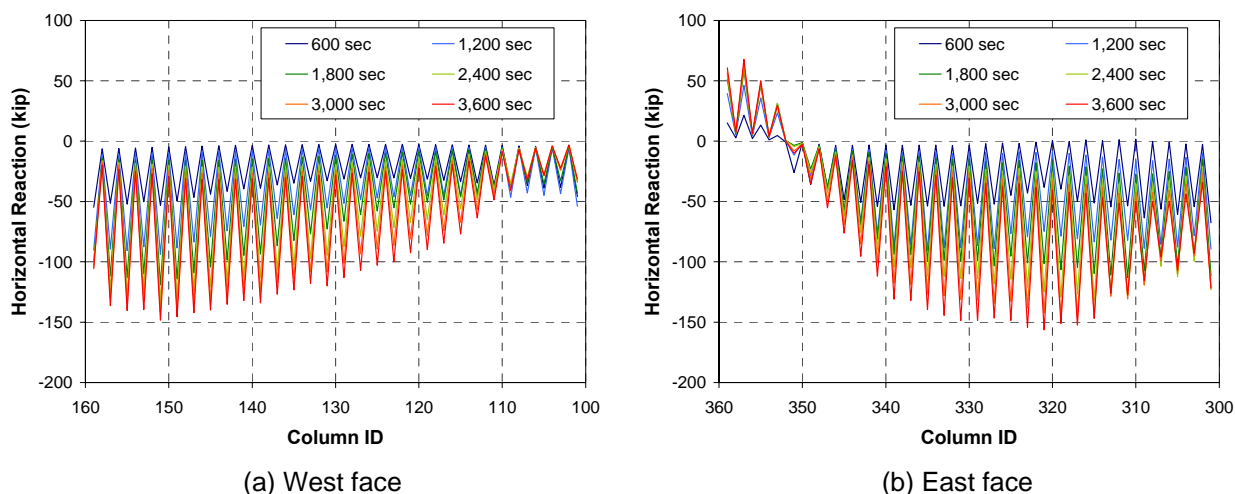 Horizontal Reaction (kip)
100
50
0
-50
-100
-150
-200
600 sec 1,200 sec
1,800 sec 2,400 sec
3,000 sec 3,600 sec
160 150 140 130 120 110 100
Column ID
(a) West face
Horizontal Reaction (kip)
100
50
0
-50
-100
-150
-200
600 sec 1,200 sec
1,800 sec 2,400 sec
3,000 sec 3,600 sec
360 350 340 330 320 310 300
Column ID
(b) East face